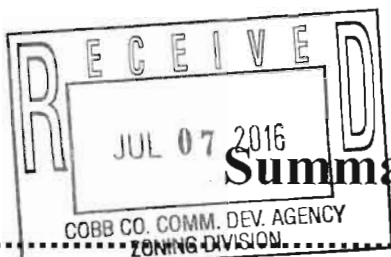 RECEIVED
JUL 07 2016
Summa
COBB CO. COMM. DEV. AGENCY
ZONING DIVISION